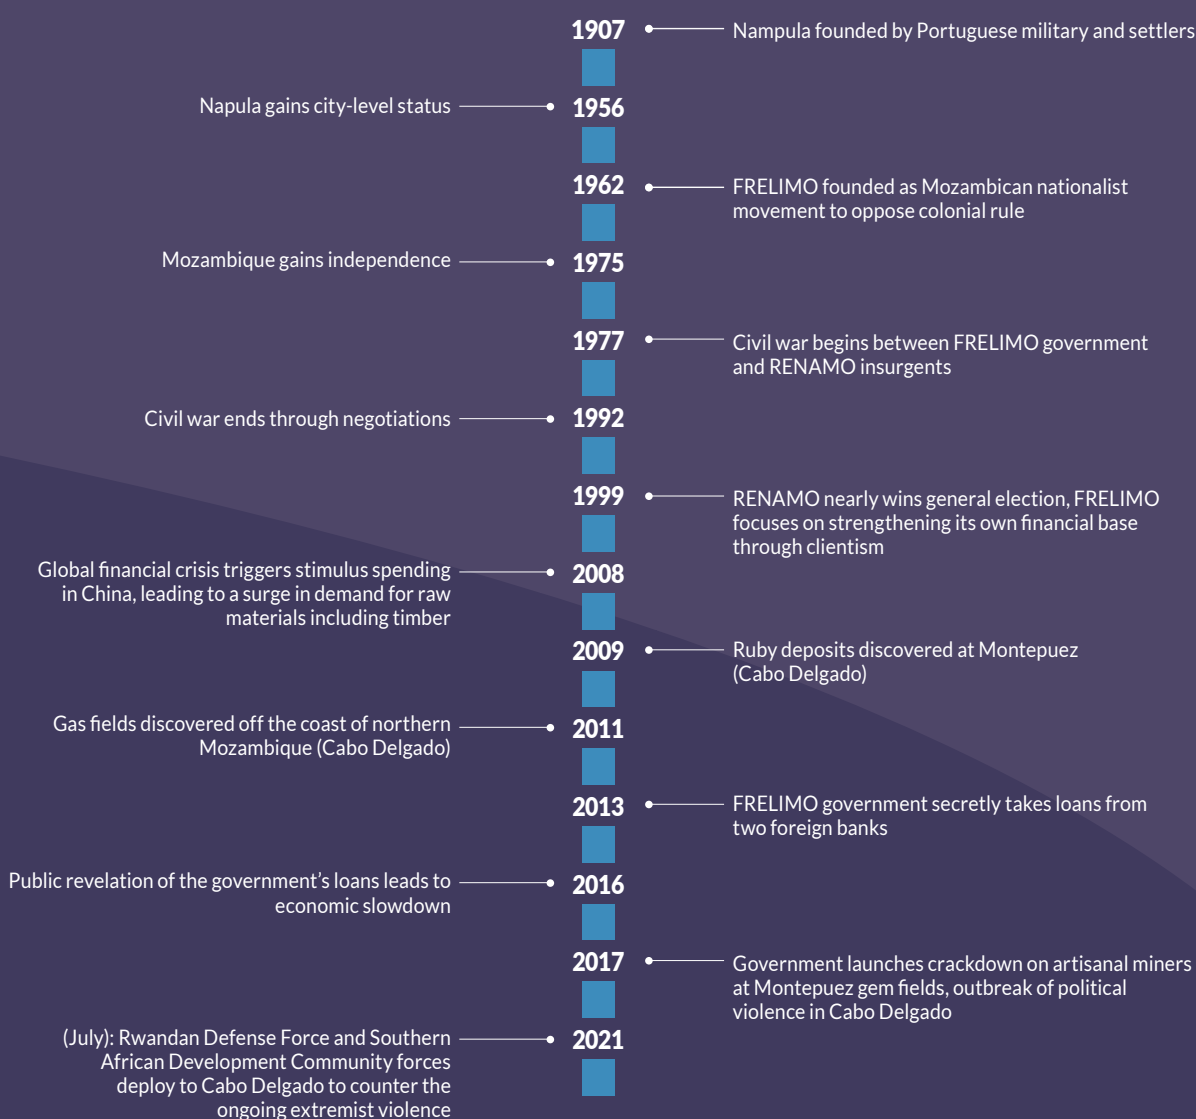 1907
Nampula founded by Portuguese military and settlers
Napula gains city-level status
1956
1962
FRELIMO founded as Mozambican nationalist
movement to oppose colonial rule
Mozambique gains independence
1975
1977
Civil war begins between FRELIMO government
and RENAMO insurgents
Civil war ends through negotiations
1992
1999
RENAMO nearly wins general election, FRELIMO
focuses on strengthening its own financial base
through clientism
Global financial crisis triggers stimulus spending
in China, leading to a surge in demand for raw
materials including timber
2008
2009
Ruby deposits discovered at Montepuez
(Cabo Delgado)
Gas fields discovered off the coast of northern
Mozambique (Cabo Delgado)
2011
2013
FRELIMO government secretly takes loans from
two foreign banks
Public revelation of the government's loans leads to
economic slowdown
2016
2017
Government launches crackdown on artisanal miners
at Montepuez gem fields, outbreak of political
violence in Cabo Delgado
(July): Rwandan Defense Force and Southern
African Development Community forces
deploy to Cabo Delgado to counter the
ongoing extremist violence
2021